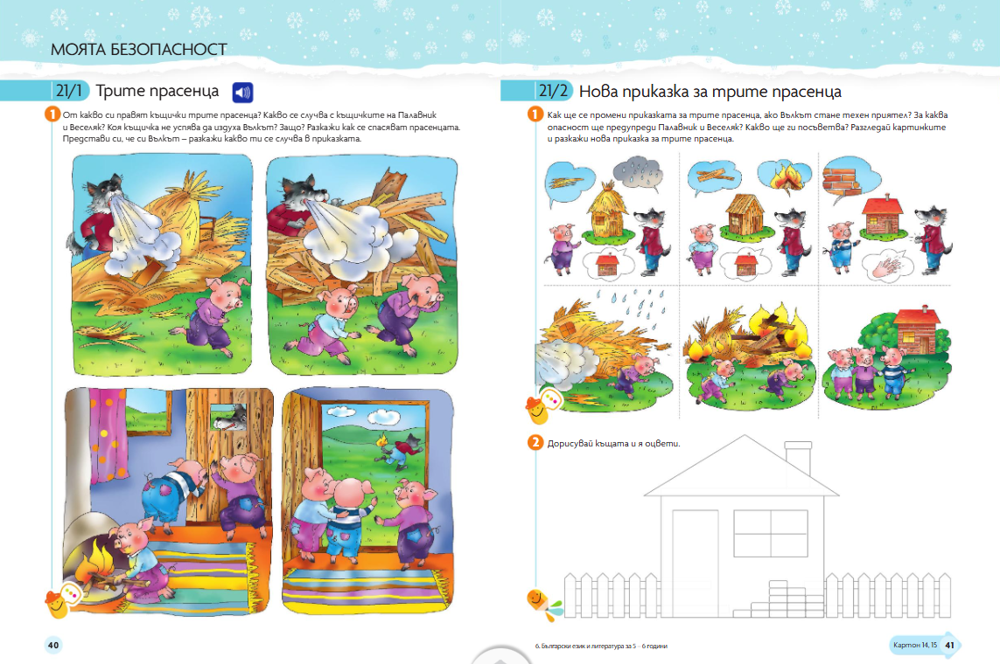 МОЯТА БЕЗОПАСНОСТ
21/1 Трите прасенца
1 От какво си правят къщички трите прасенца? Какво се случва с къщичките на Палавник
и Веселяк? Коя къщичка не успява да издуха Вълкът? Защо? Разкажи как се спасяват прасенцата.
Представи си, че си Вълкът – разкажи какво ти се случва в приказката.
40
21/2 Нова приказка за трите прасенца
1 Как ще се промени приказката за трите прасенца, ако Вълкът стане техен приятел? За каква
опасност ще предупреди Палавник и Веселяк? Какво ще ги посъветва? Разгледай картинките
и разкажи нова приказка за трите прасенца.
2 Дорисувай къщата и я оцвети.
6. Български език и литература за 5 – 6 години
Картон 14, 15 41